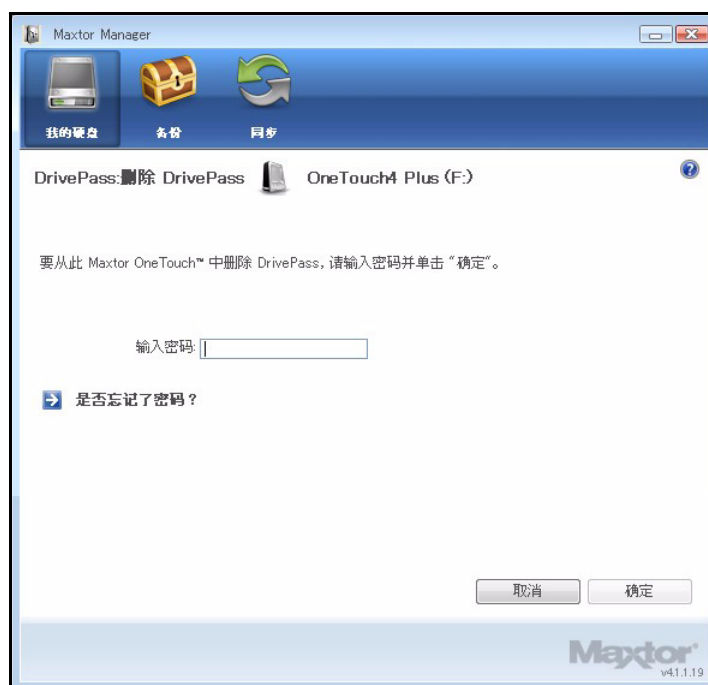 Maxtor Manager
我的硬盘 备份 同步
DrivePass:删除 DrivePass OneTouch4 Plus (F:)
要从此 Maxtor OneTouch™ 中删除 DrivePass，请输入密码并单击“确定”。
输入密码:
是否忘记了密码？
取消 确定
Maxtor
v4.1.1.19